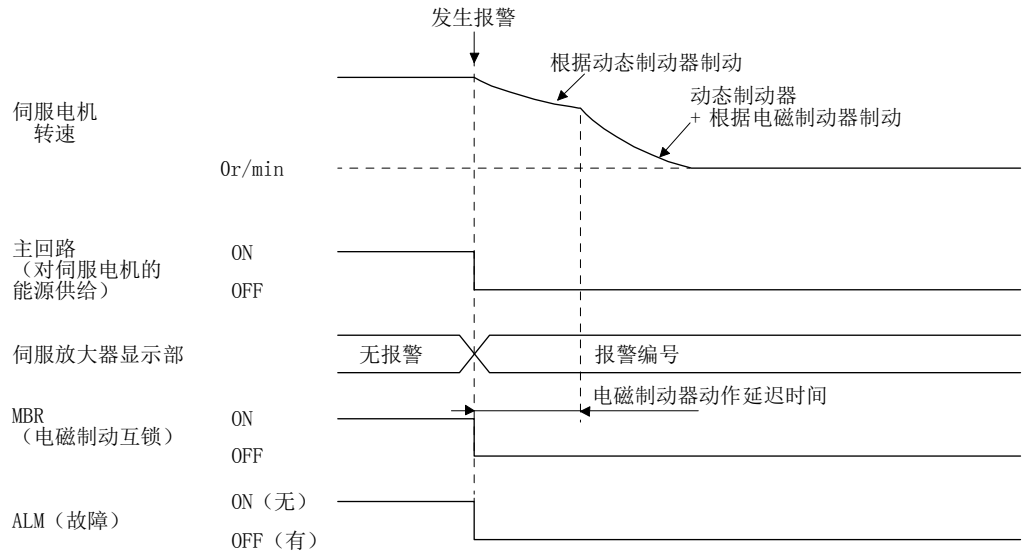 发生报警
根据动态制动器制动
动态制动器
+ 根据电磁制动器制动
伺服电机
转速
0r/min
主回路
（对伺服电机的
能源供给）
ON
OFF
伺服放大器显示部
无报警
报警编号
电磁制动器动作延迟时间
MBR
（电磁制动互锁）
ON
OFF
ALM（故障）
ON（无）
OFF（有）